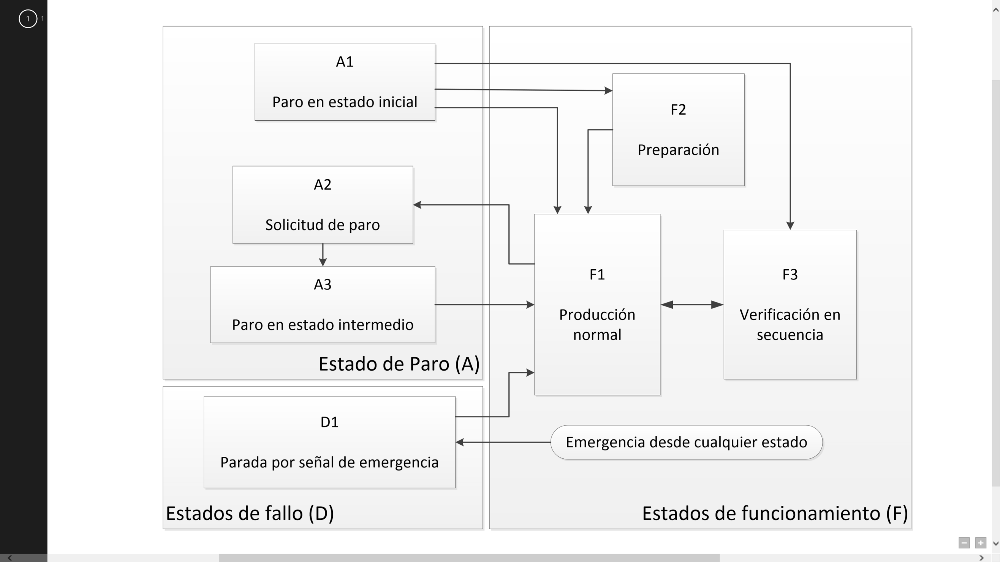 1
1
A1
Paro en estado inicial
F2
Preparación
A2
Solicitud de paro
A3
Paro en estado intermedio
F1
Producción
normal
F3
Verificación en
secuencia
Estado de Paro (A)
D1
Parada por señal de emergencia
Emergencia desde cualquier estado
Estados de fallo (D)
Estados de funcionamiento (F)